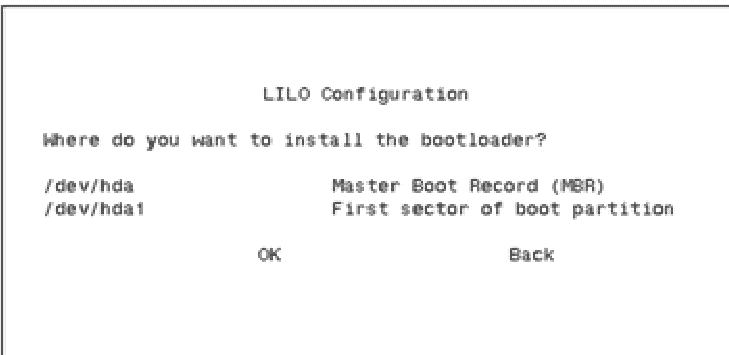 LILO Configuration
Where do you want to install the bootloader?
/dev/hda Master Boot Record (MBR)
/dev/hda1 First sector of boot partition
OK Back